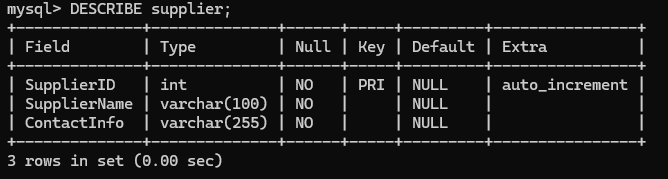 mysql> DESCRIBE supplier;
+--------------+--------------+------+-----+---------+----------------+
| Field        | Type         | Null | Key | Default | Extra          |
+--------------+--------------+------+-----+---------+----------------+
| SupplierID   | int          | NO   | PRI | NULL    | auto_increment |
| SupplierName | varchar(100) | NO   |     | NULL    |                |
| ContactInfo  | varchar(255) | NO   |     | NULL    |                |
+--------------+--------------+------+-----+---------+----------------+
3 rows in set (0.00 sec)